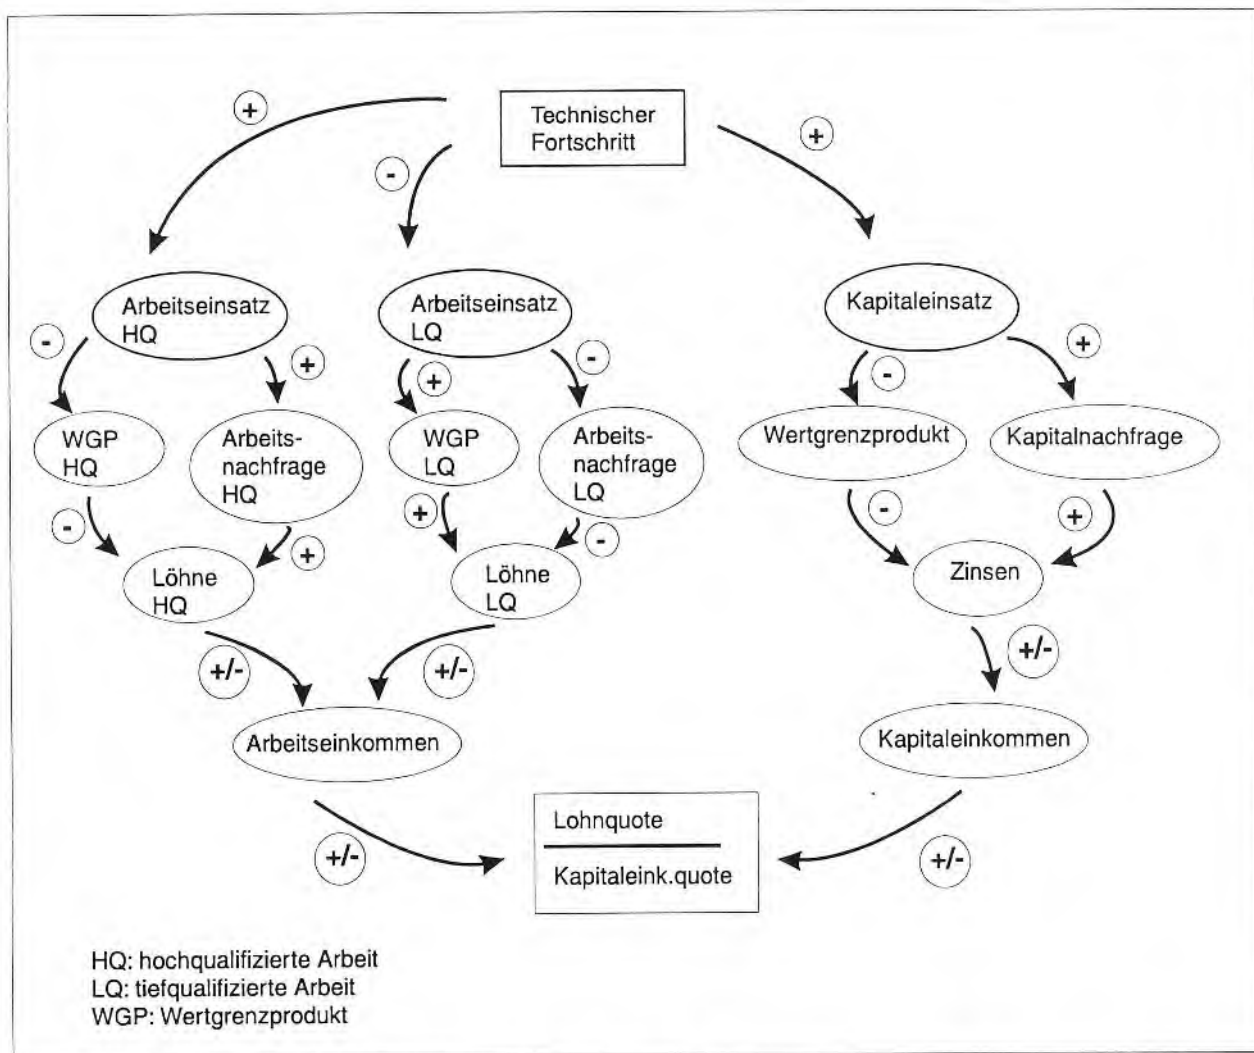 Technischer
Fortschritt
+
-
+
Arbeitseinsatz
HQ
Arbeitseinsatz
LQ
Kapitaleinsatz
-
+
+
-
-
+
WGP
HQ
Arbeits-
nachfrage
HQ
WGP
LQ
Arbeits-
nachfrage
LQ
Wertgrenzprodukt
Kapitalnachfrage
-
+
+
-
-
+
Löhne
HQ
Löhne
LQ
Zinsen
+/-
+/-
+/-
Arbeitseinkommen
Kapitaleinkommen
+/-
+/-
Lohnquote
Kapitaleink.quote
HQ: hochqualifizierte Arbeit
LQ: tiefqualifizierte Arbeit
WGP: Wertgrenzprodukt